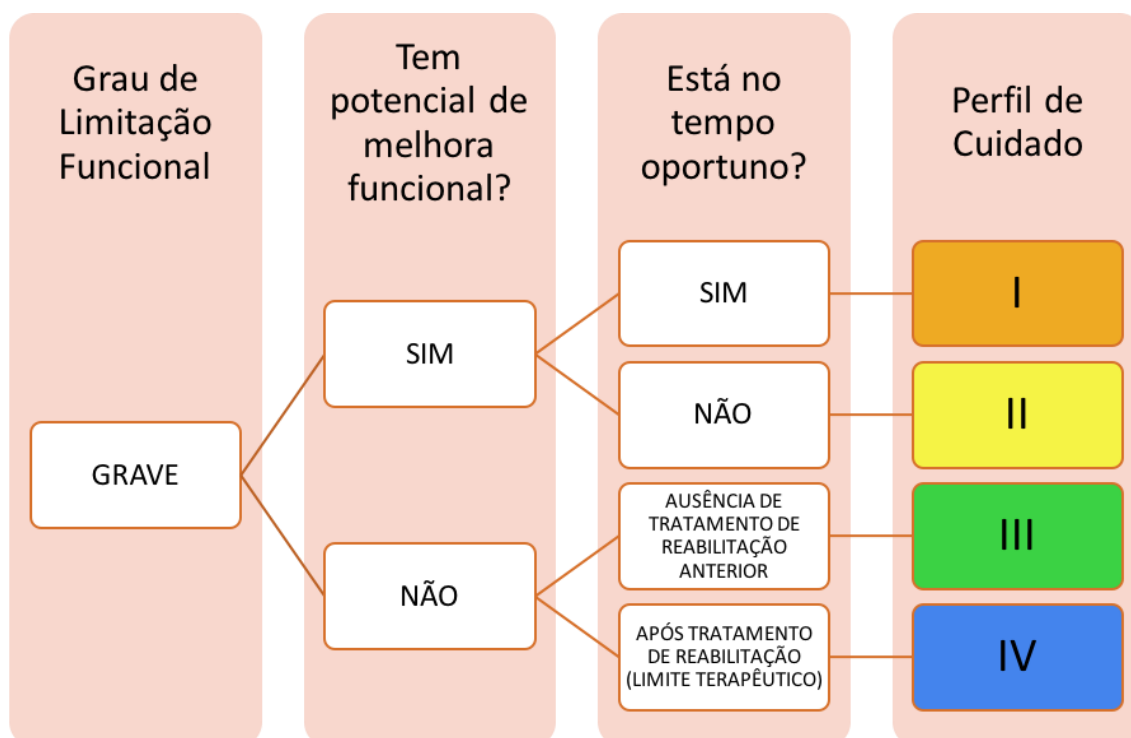 Grau de
Limitação
Funcional
Tem
potencial de
melhora
funcional?
Está no
tempo
oportuno?
Perfil de
Cuidado
GRAVE
SIM
NÃO
SIM
NÃO
AUSÊNCIA DE
TRATAMENTO DE
REABILITAÇÃO
ANTERIOR
APÓS TRATAMENTO
DE REABILITAÇÃO
(LIMITE TERAPÊUTICO)
I
II
III
IV